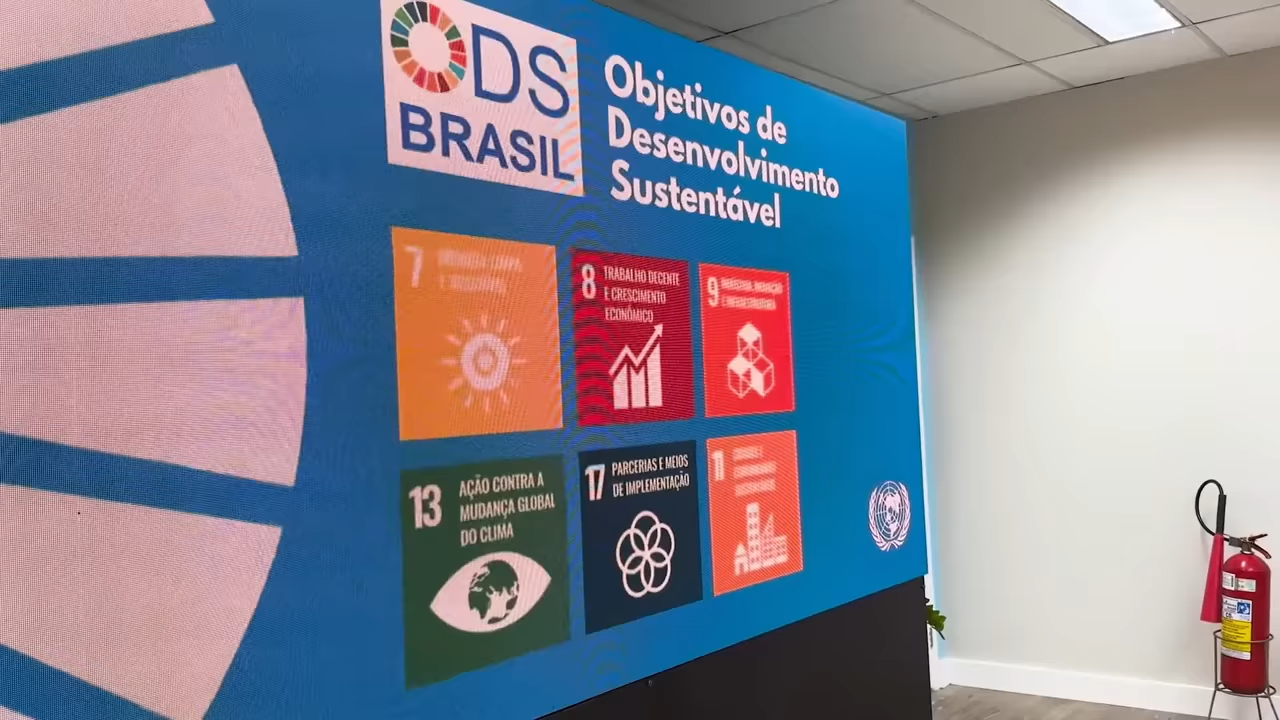 ODS
BRASIL
Objetivos de
Desenvolvimento
Sustentável
7
8
TRABALHO DECENTE
E CRESCIMENTO
ECONÔMICO
9
13
AÇÃO CONTRA A
MUDANÇA GLOBAL
DO CLIMA
17
PARCERIAS E MEIOS
DE IMPLEMENTAÇÃO
11